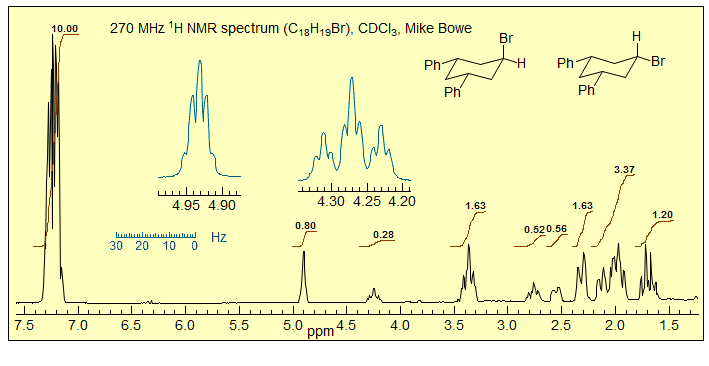 270 MHz ¹H NMR spectrum (C₁₈H₁₉Br), CDCl₃, Mike Bowe
10.00
Br
H
Ph
Ph
H
Br
Ph
Ph
4.95 4.90
4.30 4.25 4.20
30 20 10 0 Hz
0.80
0.28
1.63
0.52 0.56
1.63
3.37
1.20
7.5 7.0 6.5 6.0 5.5 5.0 ppm 4.5 4.0 3.5 3.0 2.5 2.0 1.5